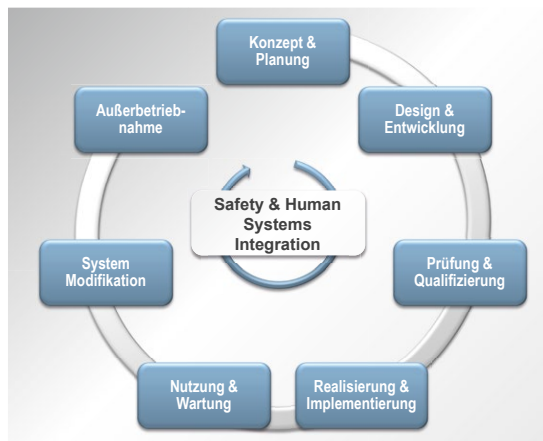 Konzept &
Planung
Design &
Entwicklung
Prüfung &
Qualifizierung
Realisierung &
Implementierung
Nutzung &
Wartung
System
Modifikation
Außerbetrieb-
nahme
Safety & Human
Systems
Integration